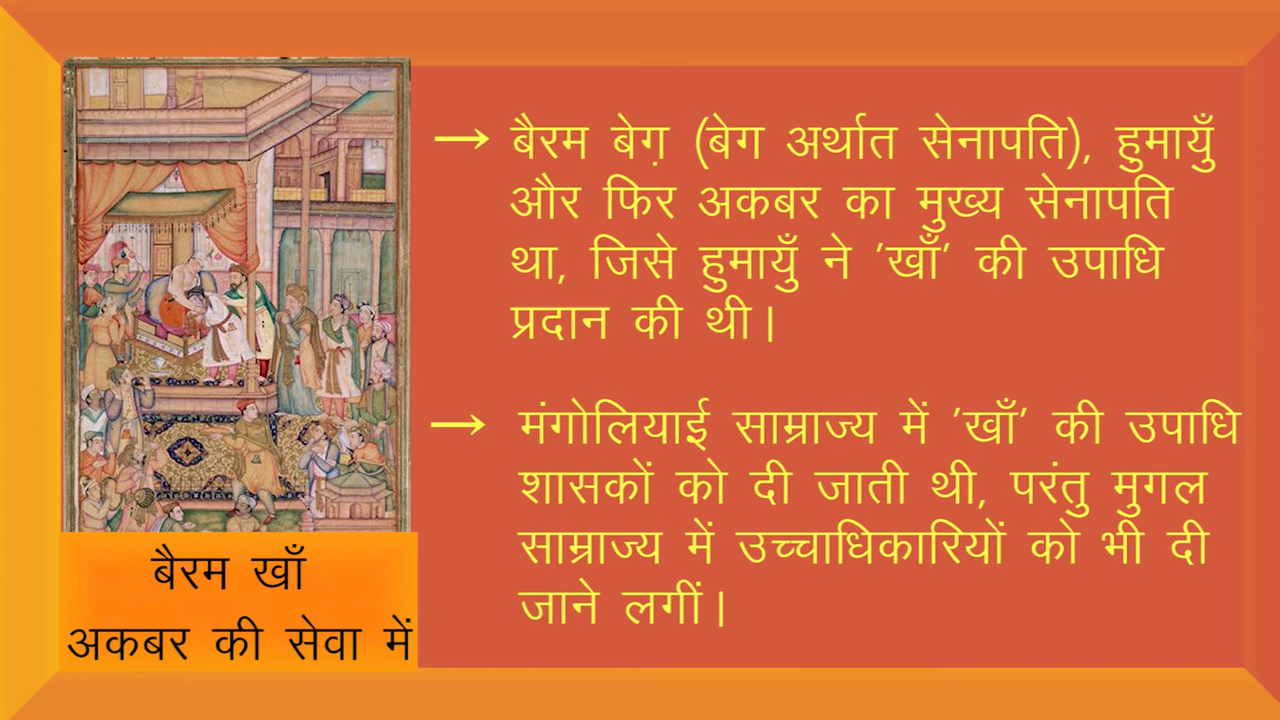 → बैरम बेग़ (बेग अर्थात सेनापति), हुमायुँ
और फिर अकबर का मुख्य सेनापति
था, जिसे हुमायुँ ने 'खाँ' की उपाधि
प्रदान की थी।
→ मंगोलियाई साम्राज्य में 'खाँ' की उपाधि
शासकों को दी जाती थी, परंतु मुगल
साम्राज्य में उच्चाधिकारियों को भी दी
जाने लगीं।
बैरम खाँ
अकबर की सेवा में